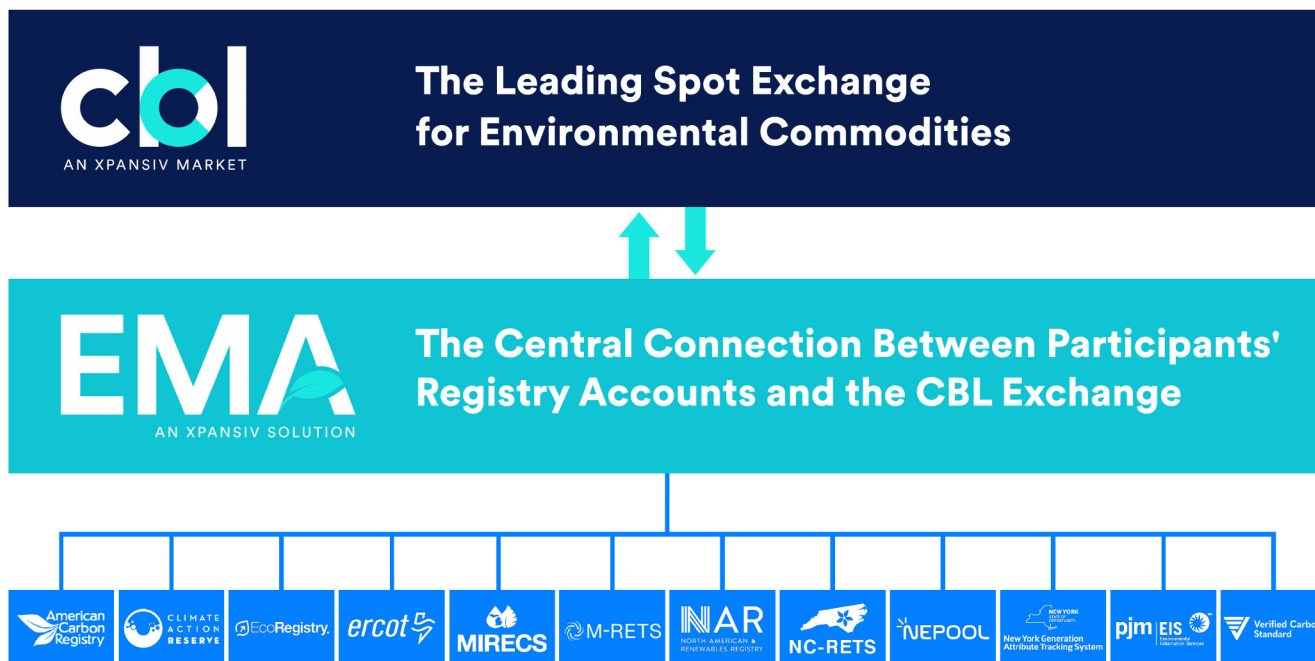 cbl
AN XPANSIV MARKET
The Leading Spot Exchange
for Environmental Commodities
EMA
AN XPANSIV SOLUTION
The Central Connection Between Participants'
Registry Accounts and the CBL Exchange
American
Carbon
Registry
CLIMATE
ACTION
RESERVE
EcoRegistry.
ercot
MIRECS
M-RETS
NAR
NORTH AMERICAN
RENEWABLES REGISTRY
NC-RETS
NEPOOL
NEW YORK
STATE OF
OPPORTUNITY.
New York Generation
Attribute Tracking System
pjm EIS
Environmental
Information Services
Verified Carbo
Standard